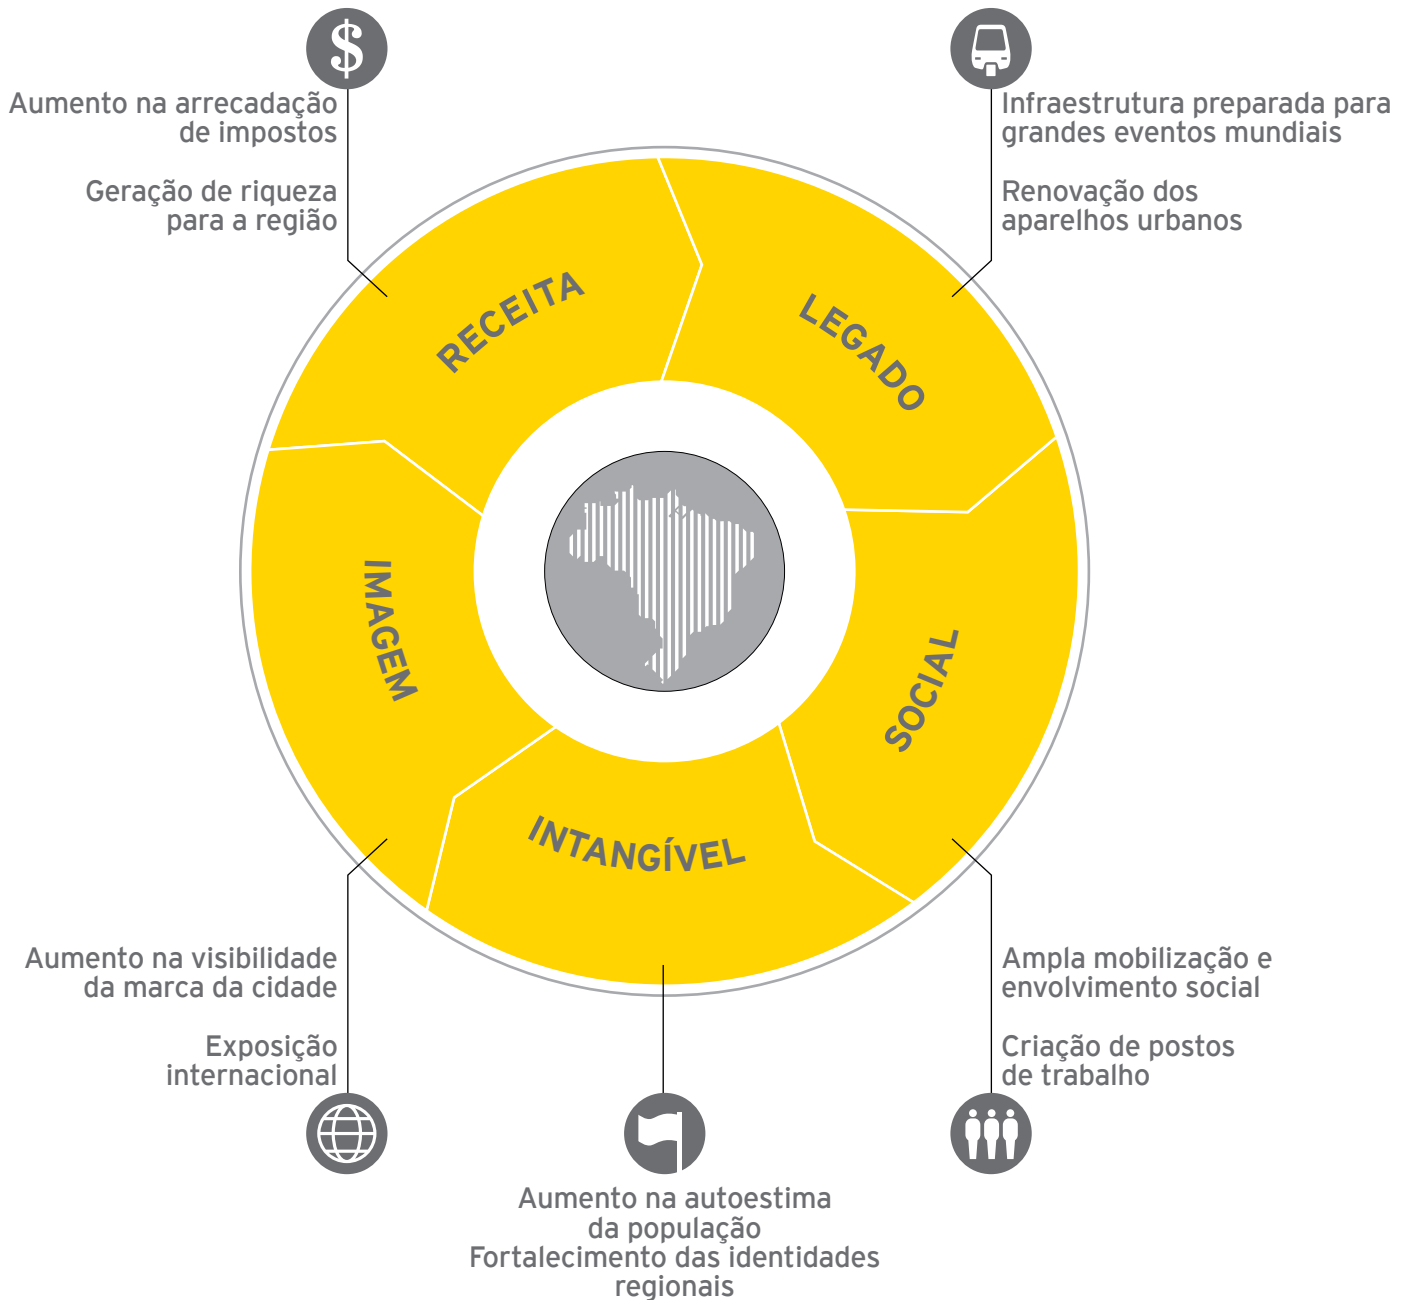 $
Aumento na arrecadação
de impostos
Geração de riqueza
para a região
Infraestrutura preparada para
grandes eventos mundiais
Renovação dos
aparelhos urbanos
RECEITA
LEGADO
IMAGEM
SOCIAL
INTANGÍVEL
Aumento na visibilidade
da marca da cidade
Exposição
internacional
Ampla mobilização e
envolvimento social
Criação de postos
de trabalho
Aumento na autoestima
da população
Fortalecimento das identidades
regionais